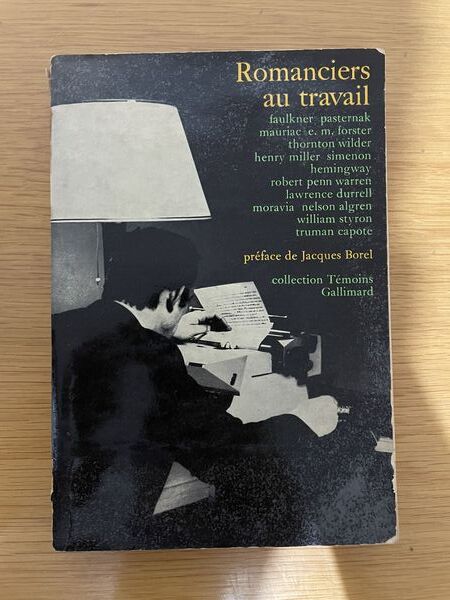 Romanciers
au travail
faulkner pasternak
mauriac e. m. forster
thornton wilder
henry miller simenon
hemingway
robert penn warren
lawrence durrell
moravia nelson algren
william styron
truman capote
préface de Jacques Borel
collection Témoins
Gallimard